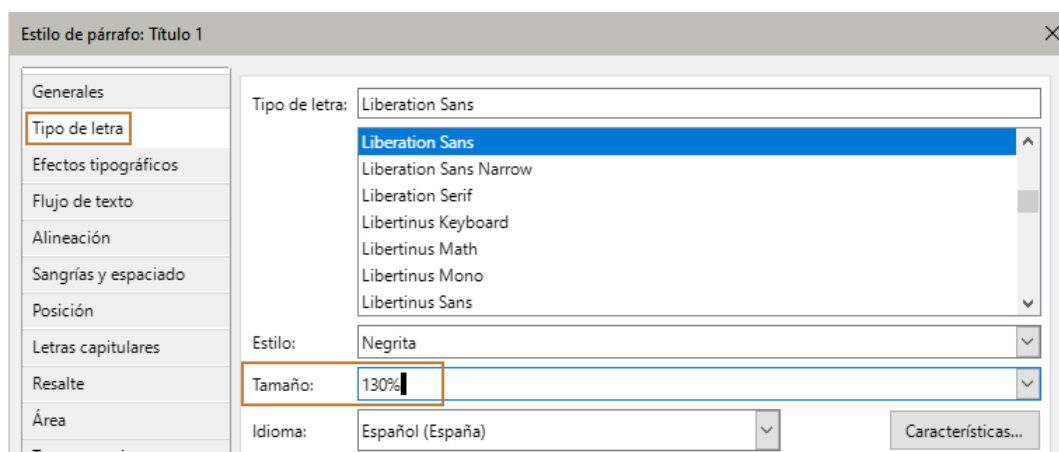 Estilo de párrafo: Título 1
Generales
Tipo de letra
Efectos tipográficos
Flujo de texto
Alineación
Sangrías y espaciado
Posición
Letras capitulares
Resalte
Área
Tipo de letra: Liberation Sans
Liberation Sans
Liberation Sans Narrow
Liberation Serif
Libertinus Keyboard
Libertinus Math
Libertinus Mono
Libertinus Sans
Estilo: Negrita
Tamaño: 130%
Idioma: Español (España) Características...